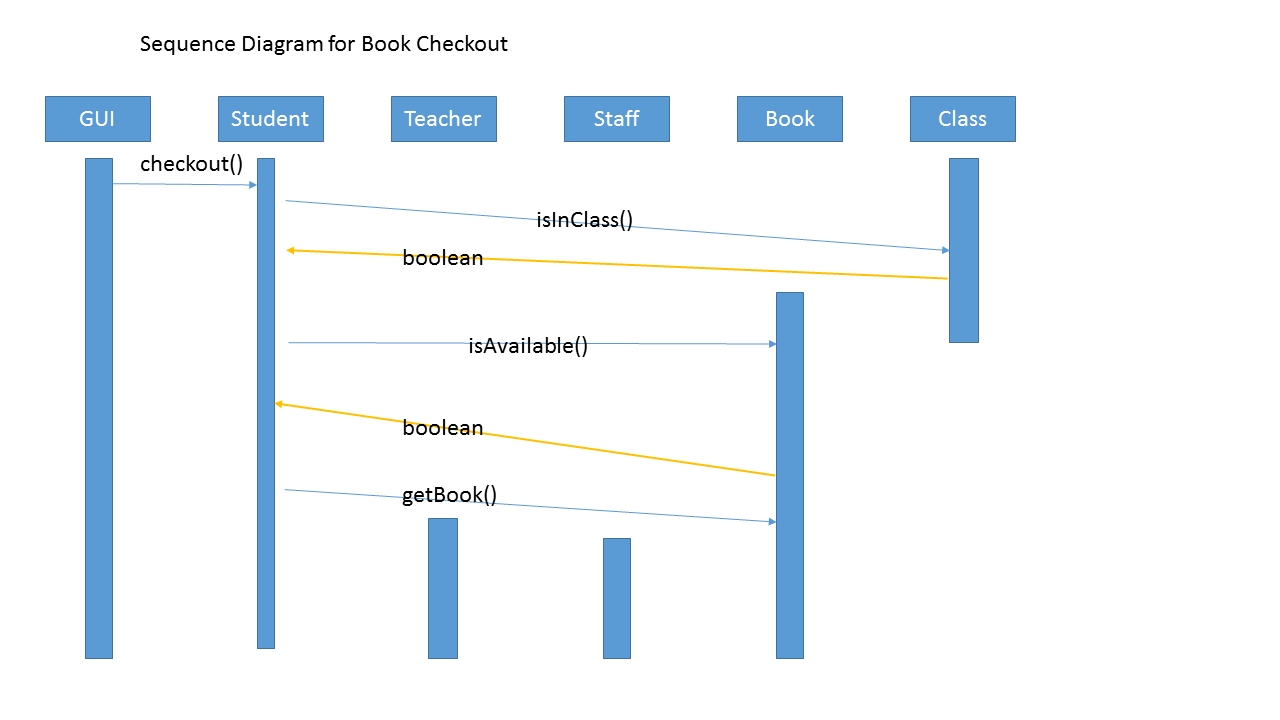 Sequence Diagram for Book Checkout
GUI
Student
Teacher
Staff
Book
Class
checkout()
isInClass()
boolean
isAvailable()
boolean
getBook()